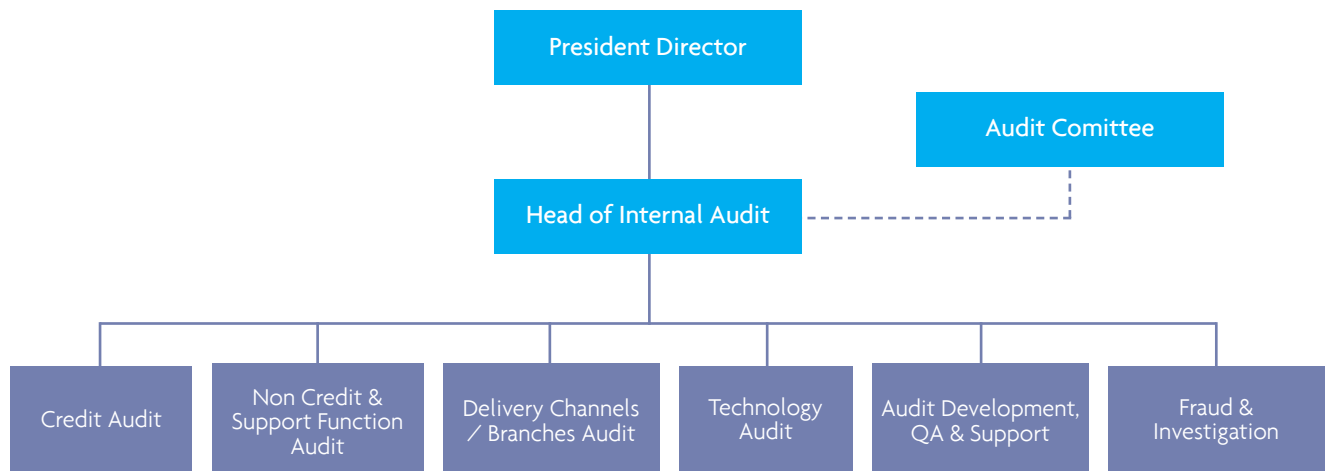 President Director
Audit Comittee
Head of Internal Audit
Credit Audit
Non Credit &
Support Function
Audit
Delivery Channels
/ Branches Audit
Technology
Audit
Audit Development,
QA & Support
Fraud &
Investigation